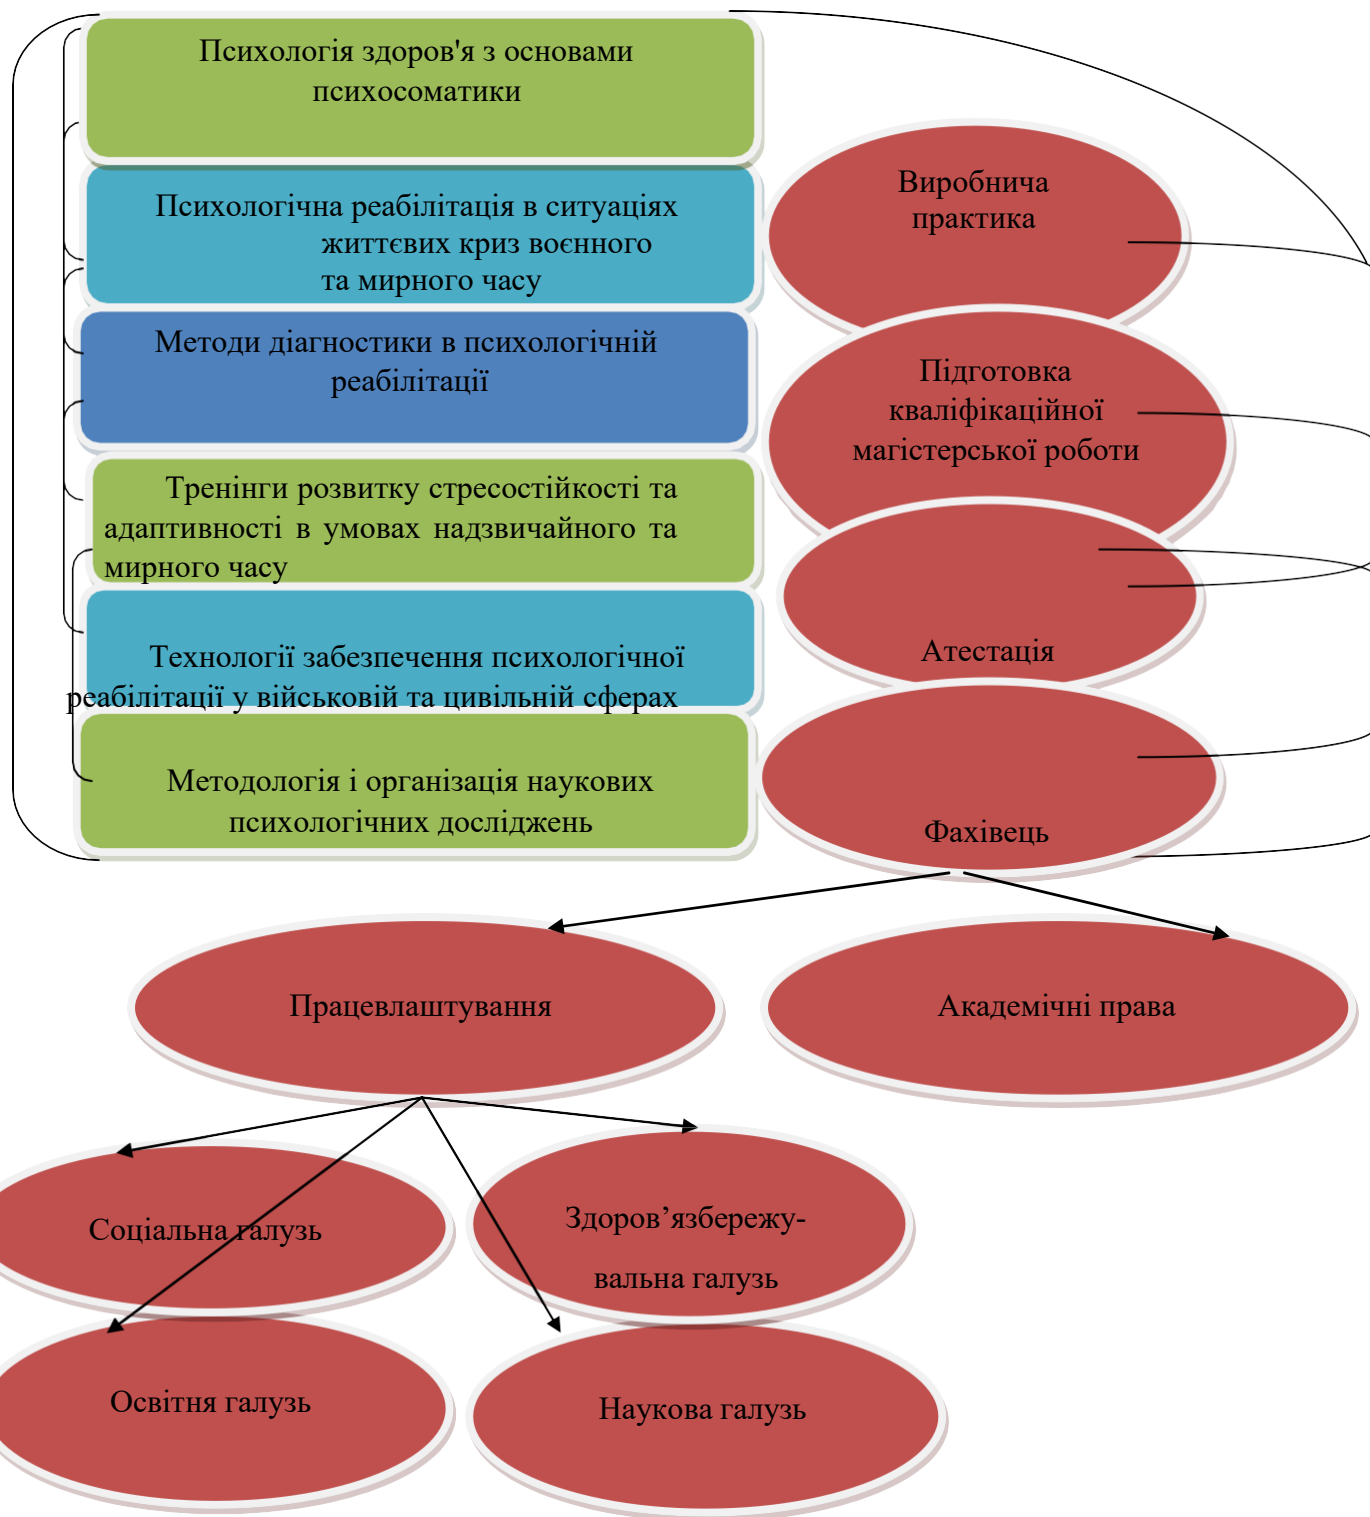 Психологія здоров'я з основами
психосоматики
Психологічна реабілітація в ситуаціях
життєвих криз воєнного
та мирного часу
Методи діагностики в психологічній
реабілітації
Тренінги розвитку стресостійкості та
адаптивності в умовах надзвичайного та
мирного часу
Технології забезпечення психологічної
реабілітації у військовій та цивільній сферах
Методологія і організація наукових
психологічних досліджень
Виробнича
практика
Підготовка
кваліфікаційної
магістерської роботи
Атестація
Фахівець
Працевлаштування
Академічні права
Соціальна галузь
Здоров’язбережу-
вальна галузь
Освітня галузь
Наукова галузь